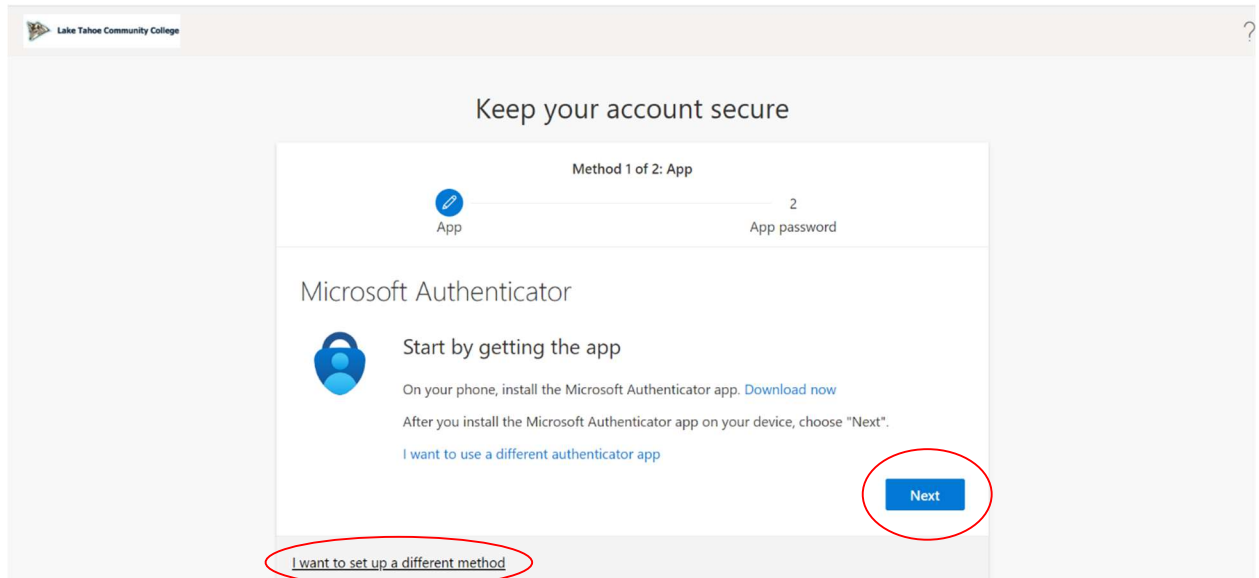 Lake Tahoe Community College
?
Keep your account secure
Method 1 of 2: App
2
App
App password
Microsoft Authenticator
Start by getting the app
On your phone, install the Microsoft Authenticator app. Download now
After you install the Microsoft Authenticator app on your device, choose "Next".
I want to use a different authenticator app
Next
I want to set up a different method